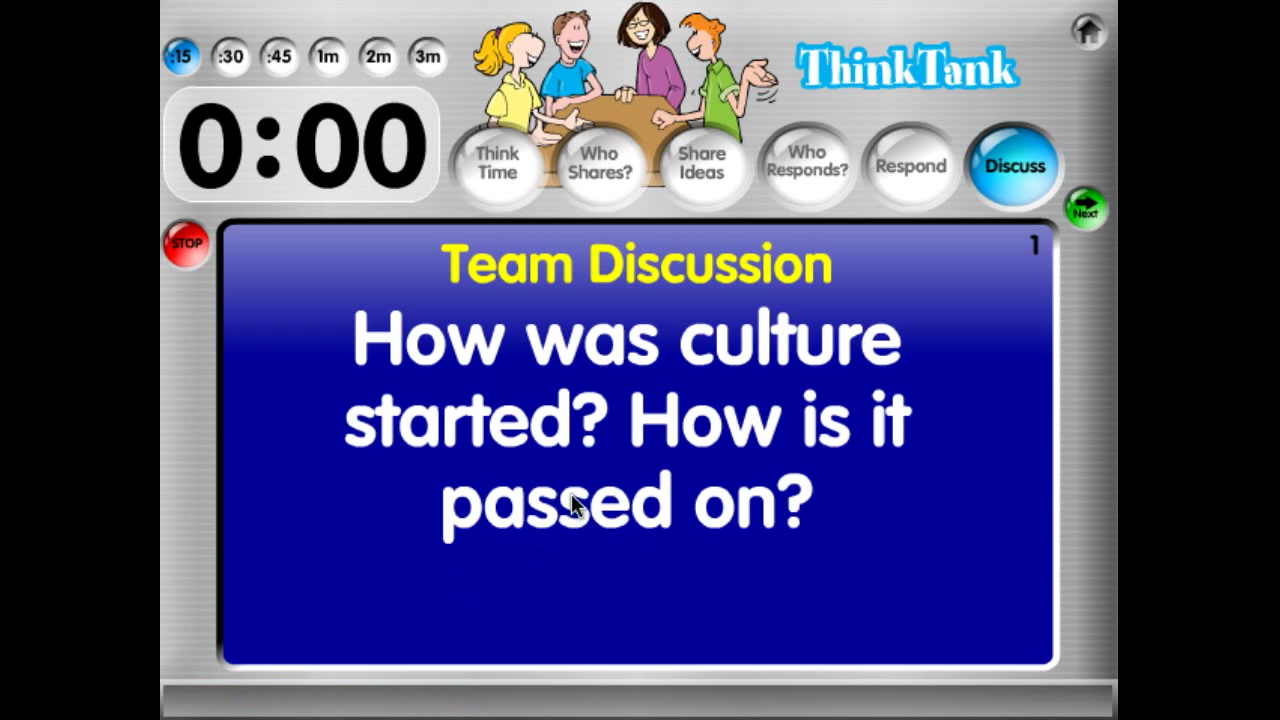 :15 :30 :45 1m 2m 3m
ThinkTank
0:00
Think
Time
Who
Shares?
Share
Ideas
Who
Responds?
Respond
Discuss
Next
STOP
1
Team Discussion
How was culture
started? How is it
passed on?